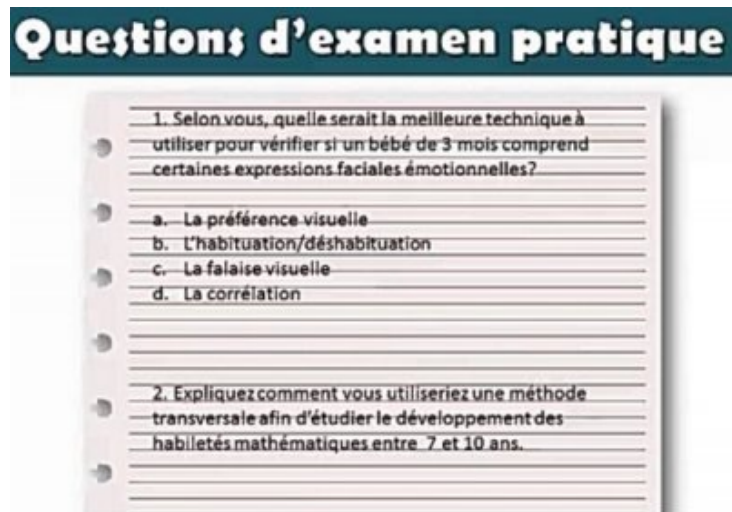 Questions d'examen pratique
1. Selon vous, quelle serait la meilleure technique à
utiliser pour vérifier si un bébé de 3 mois comprend
certaines expressions faciales émotionnelles?
a. La préférence visuelle
b. L'habituation/déshabituation
c. La falaise visuelle
d. La corrélation
2. Expliquez comment vous utiliseriez une méthode
transversale afin d'étudier le développement des
habiletés mathématiques entre 7 et 10 ans.